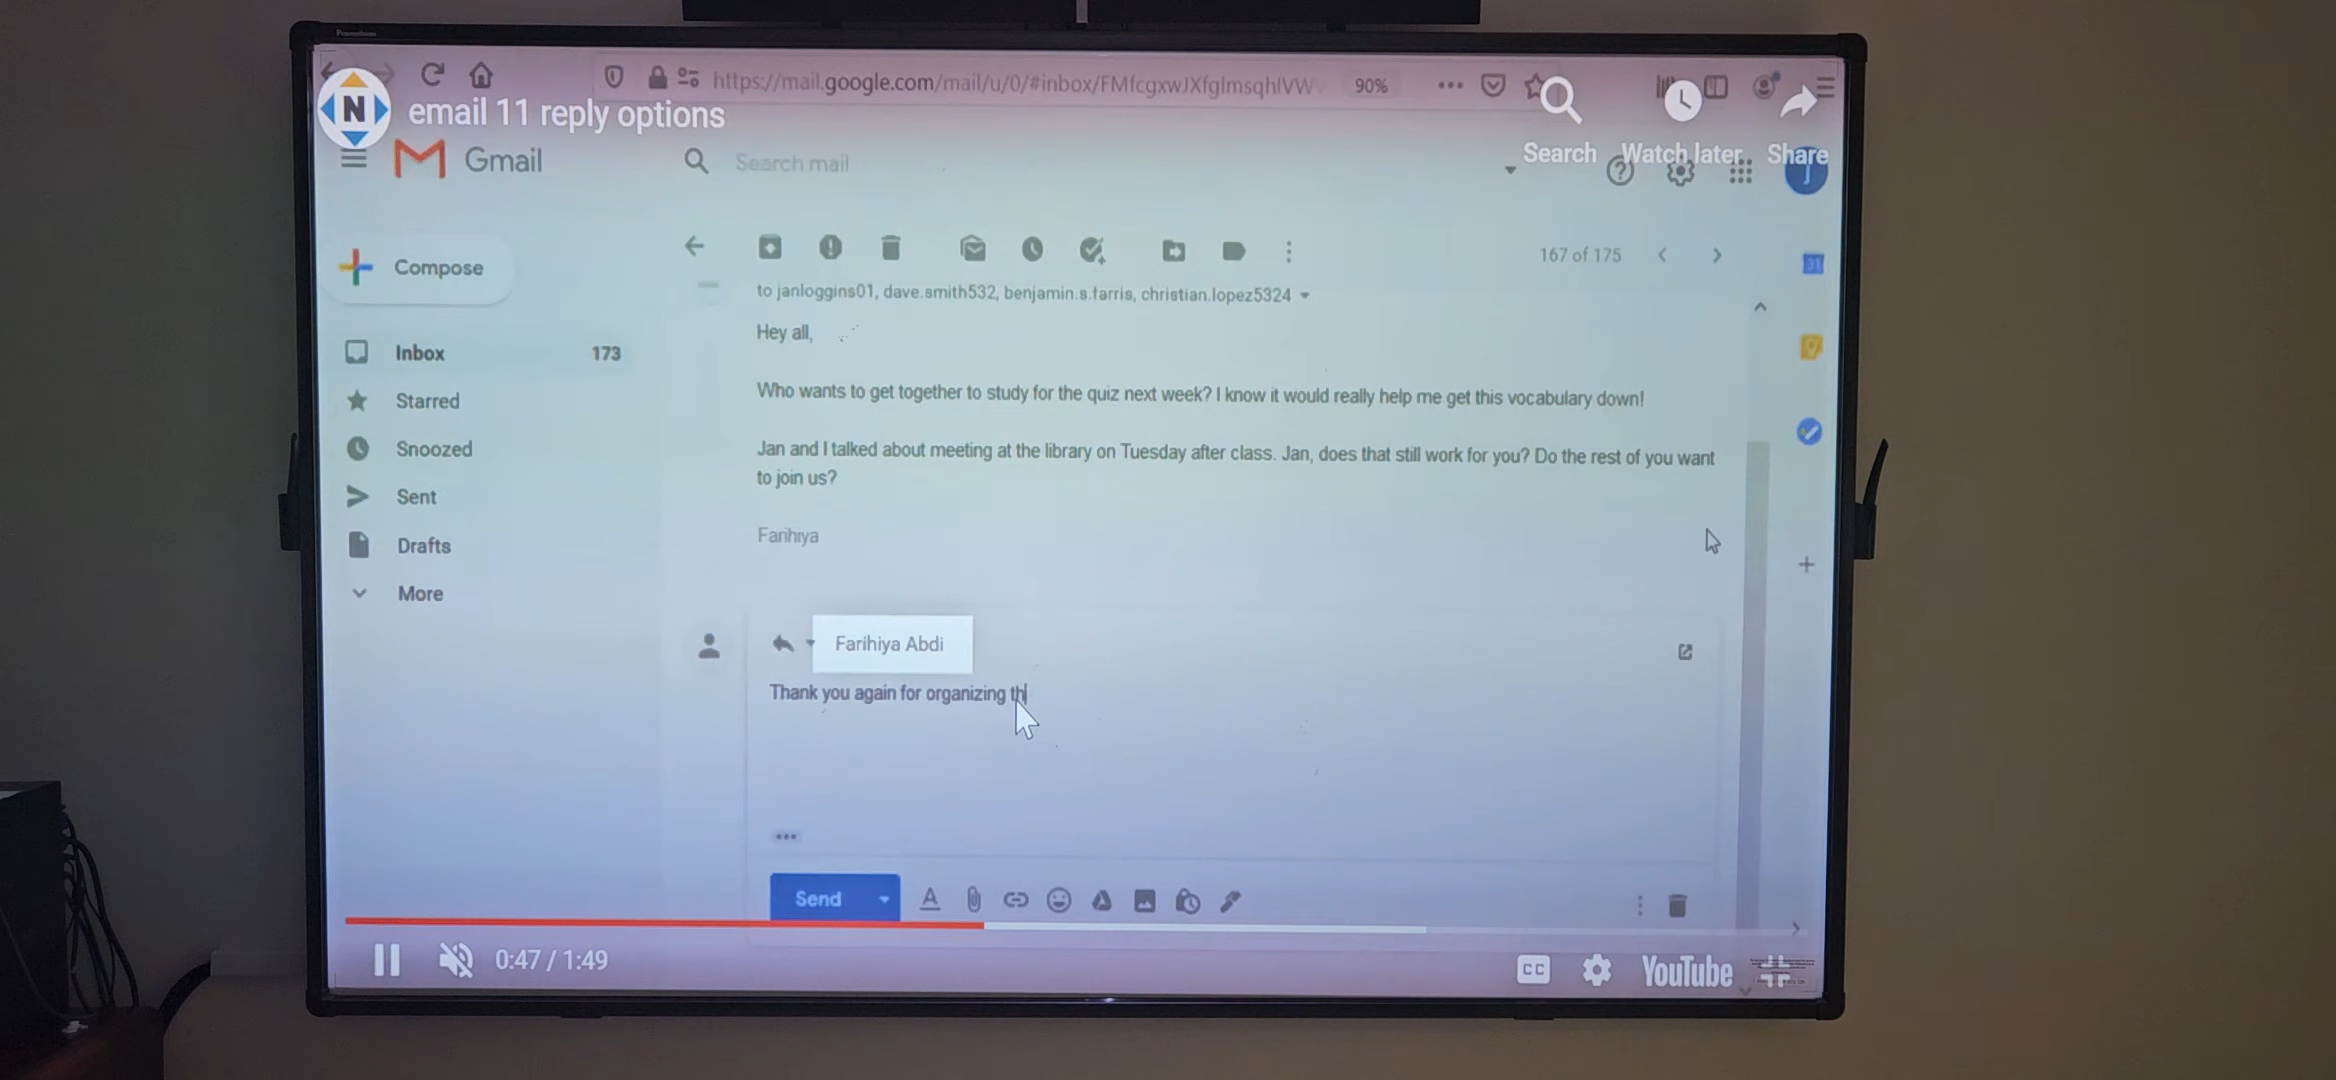 Promethean
https://mail.google.com/mail/u/0/#inbox/FMfcgxwJXfglmsqhlVW
90%
N
email 11 reply options
Search
Watch later
Share
Gmail
Search mail
J
Compose
167 of 175
31
to janloggins01, dave.smith532, benjamin.s.farris, christian.lopez5324
Hey all,
Inbox 173
Starred
Who wants to get together to study for the quiz next week? I know it would really help me get this vocabulary down!
Snoozed
Jan and I talked about meeting at the library on Tuesday after class. Jan, does that still work for you? Do the rest of you want
to join us?
Sent
Farihiya
Drafts
More
Farihiya Abdi
Thank you again for organizing th
Send
0:47 / 1:49
CC
YouTube